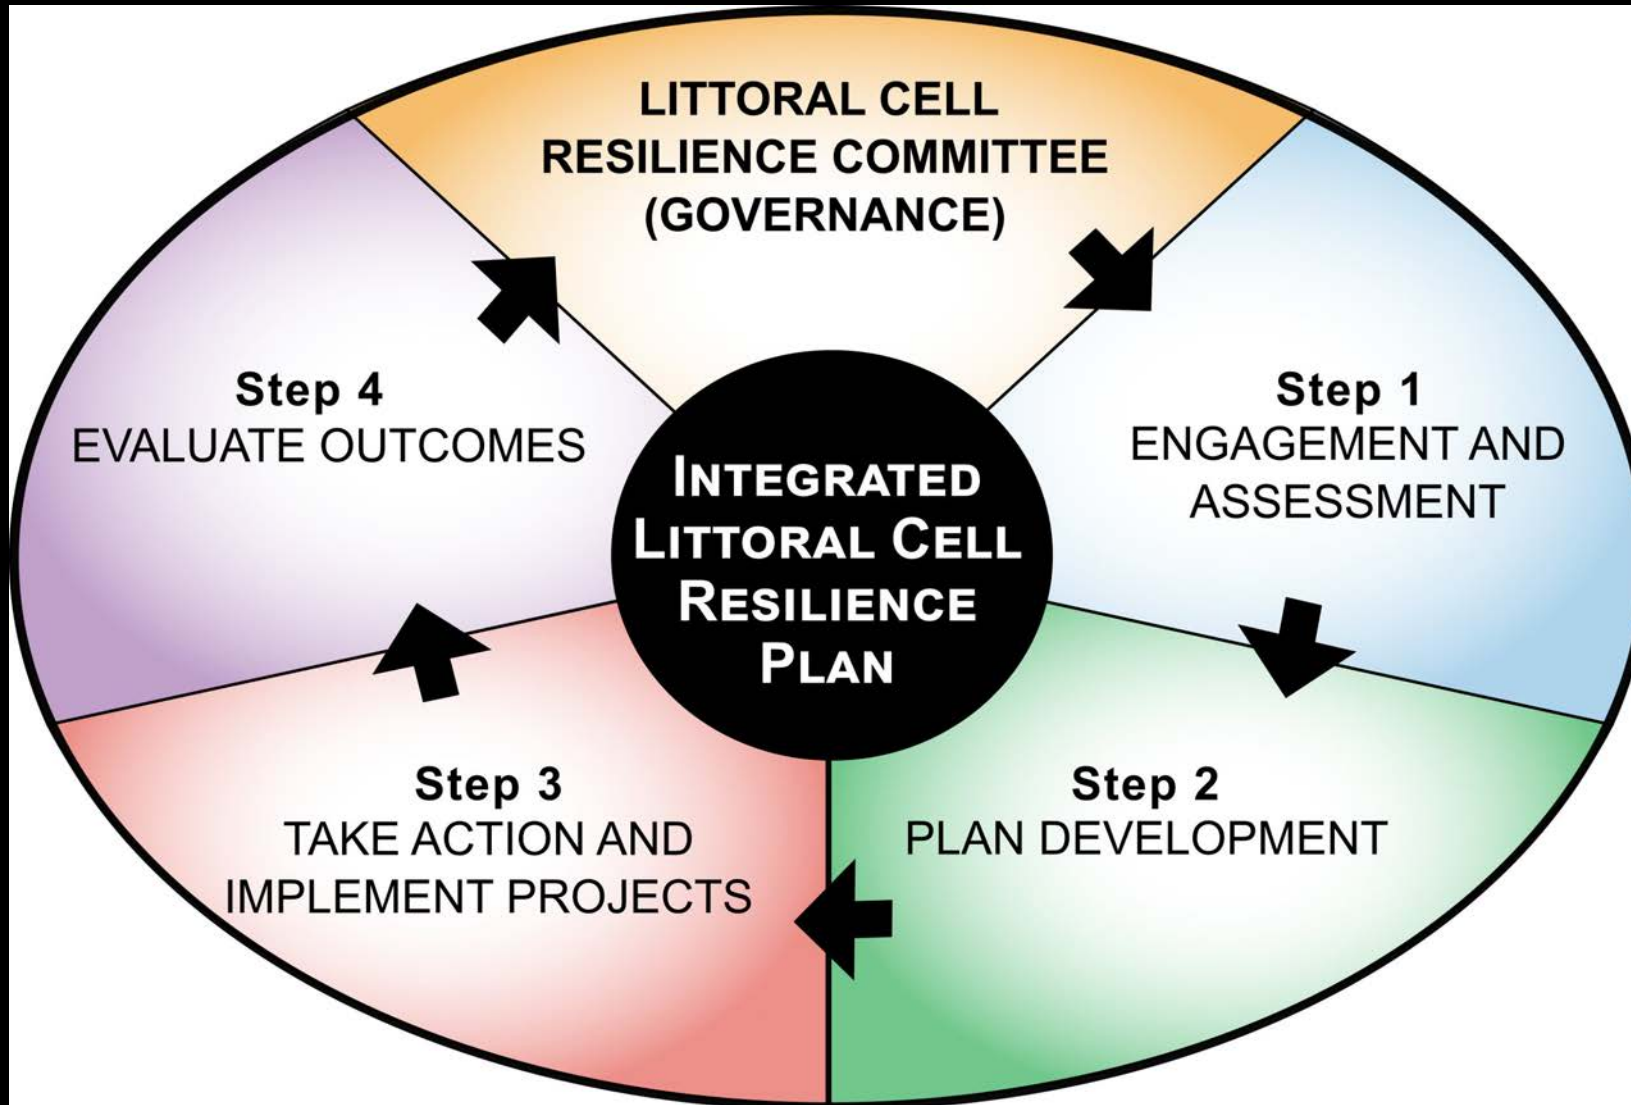 LITTORAL CELL
RESILIENCE COMMITTEE
(GOVERNANCE)
Step 1
ENGAGEMENT AND
ASSESSMENT
Step 2
PLAN DEVELOPMENT
Step 3
TAKE ACTION AND
IMPLEMENT PROJECTS
Step 4
EVALUATE OUTCOMES
INTEGRATED
LITTORAL CELL
RESILIENCE
PLAN